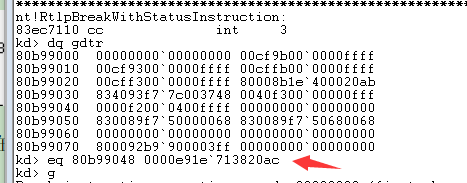 nt!RtlpBreakWithStatusInstruction:
83ec7110 cc int 3
kd> dq gdtr
80b99000 00000000`00000000 00cf9b00`0000ffff
80b99010 00cf9300`0000ffff 00cffb00`0000ffff
80b99020 00cff300`0000ffff 80008b1e`400020ab
80b99030 834093f7`7c003748 0040f300`00000fff
80b99040 0000f200`0400ffff 00000000`00000000
80b99050 830089f7`50000068 830089f7`50680068
80b99060 00000000`00000000 00000000`00000000
80b99070 800092b9`900003ff 00000000`00000000
kd> eq 80b99048 0000e91e`713820ac
kd> g